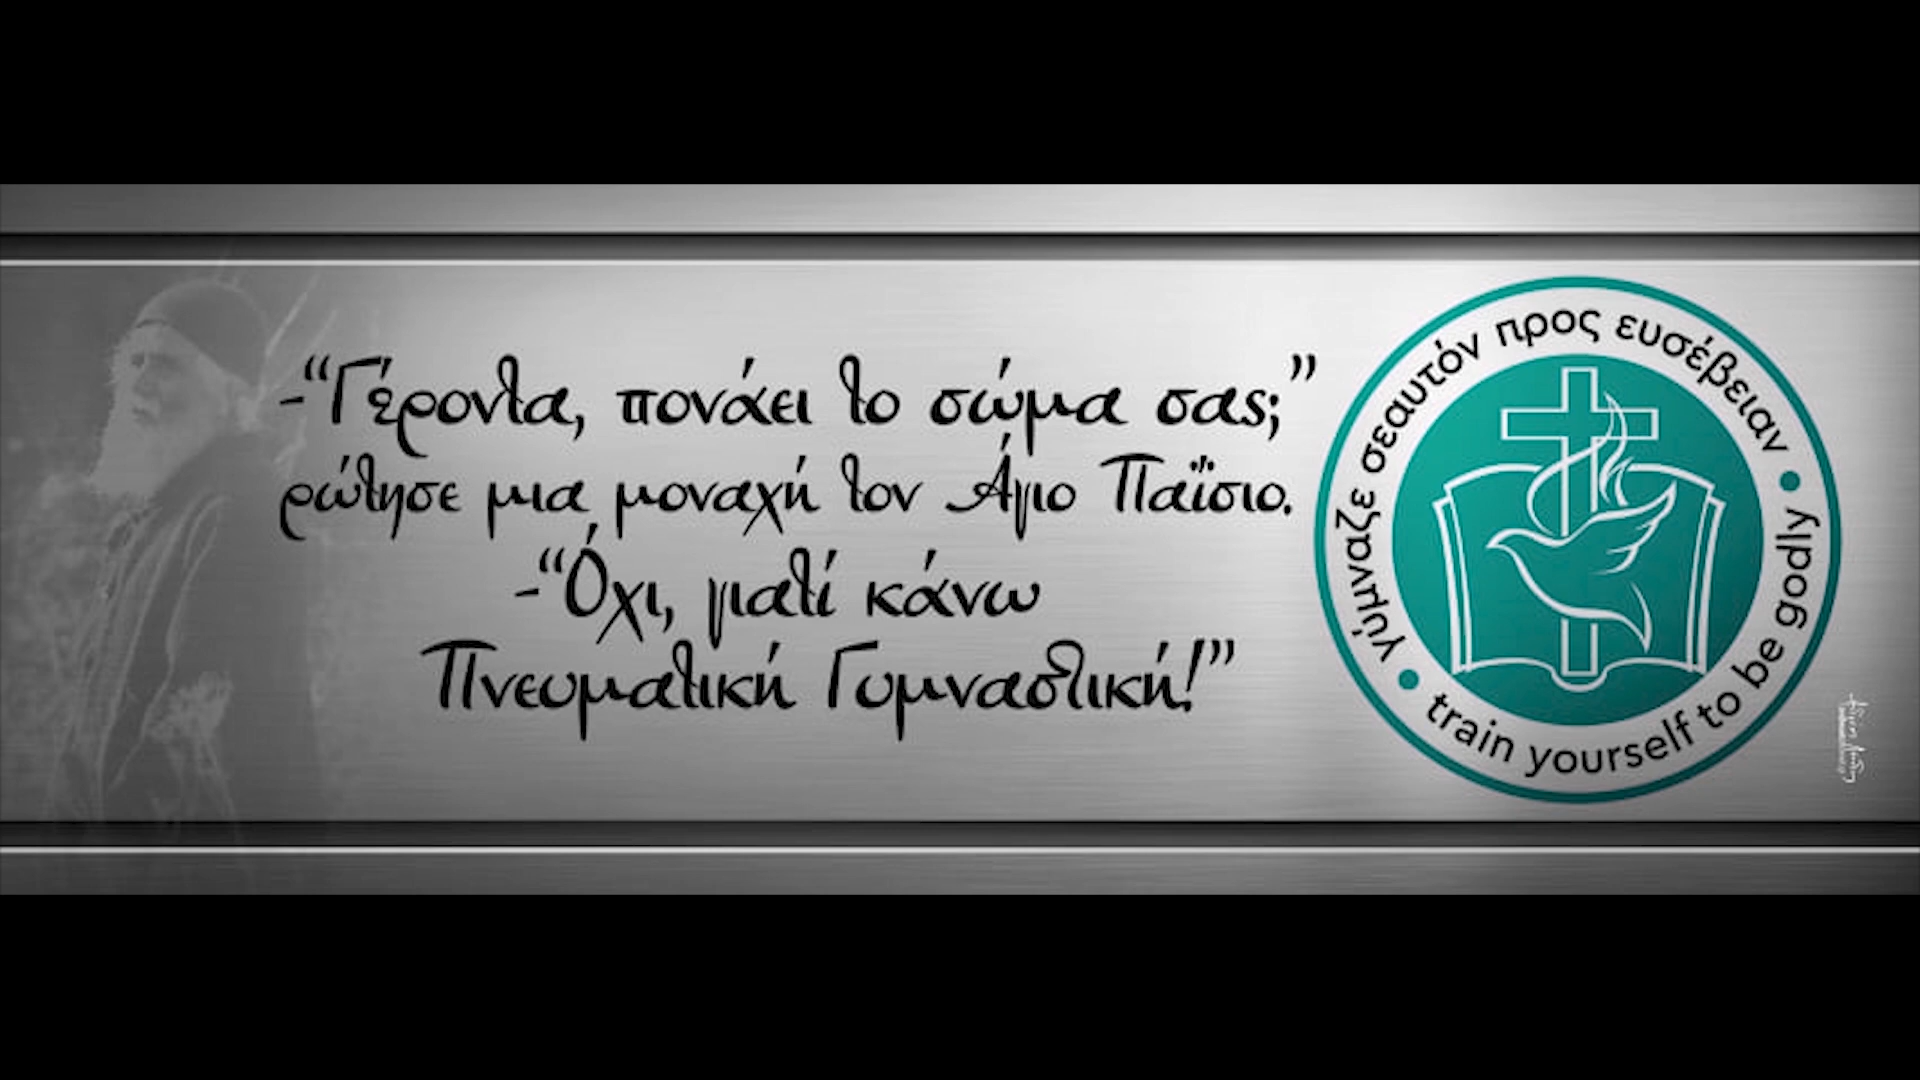 -“Γέροντα, πονάει το σώμα σας;”
ρώτησε μια μοναχή τον Άγιο Παΐσιο.
-“Όχι, γιατί κάνω
Πνευματική Γυμναστική!”
γύμναζε σεαυτόν προς ευσέβειαν
train yourself to be godly